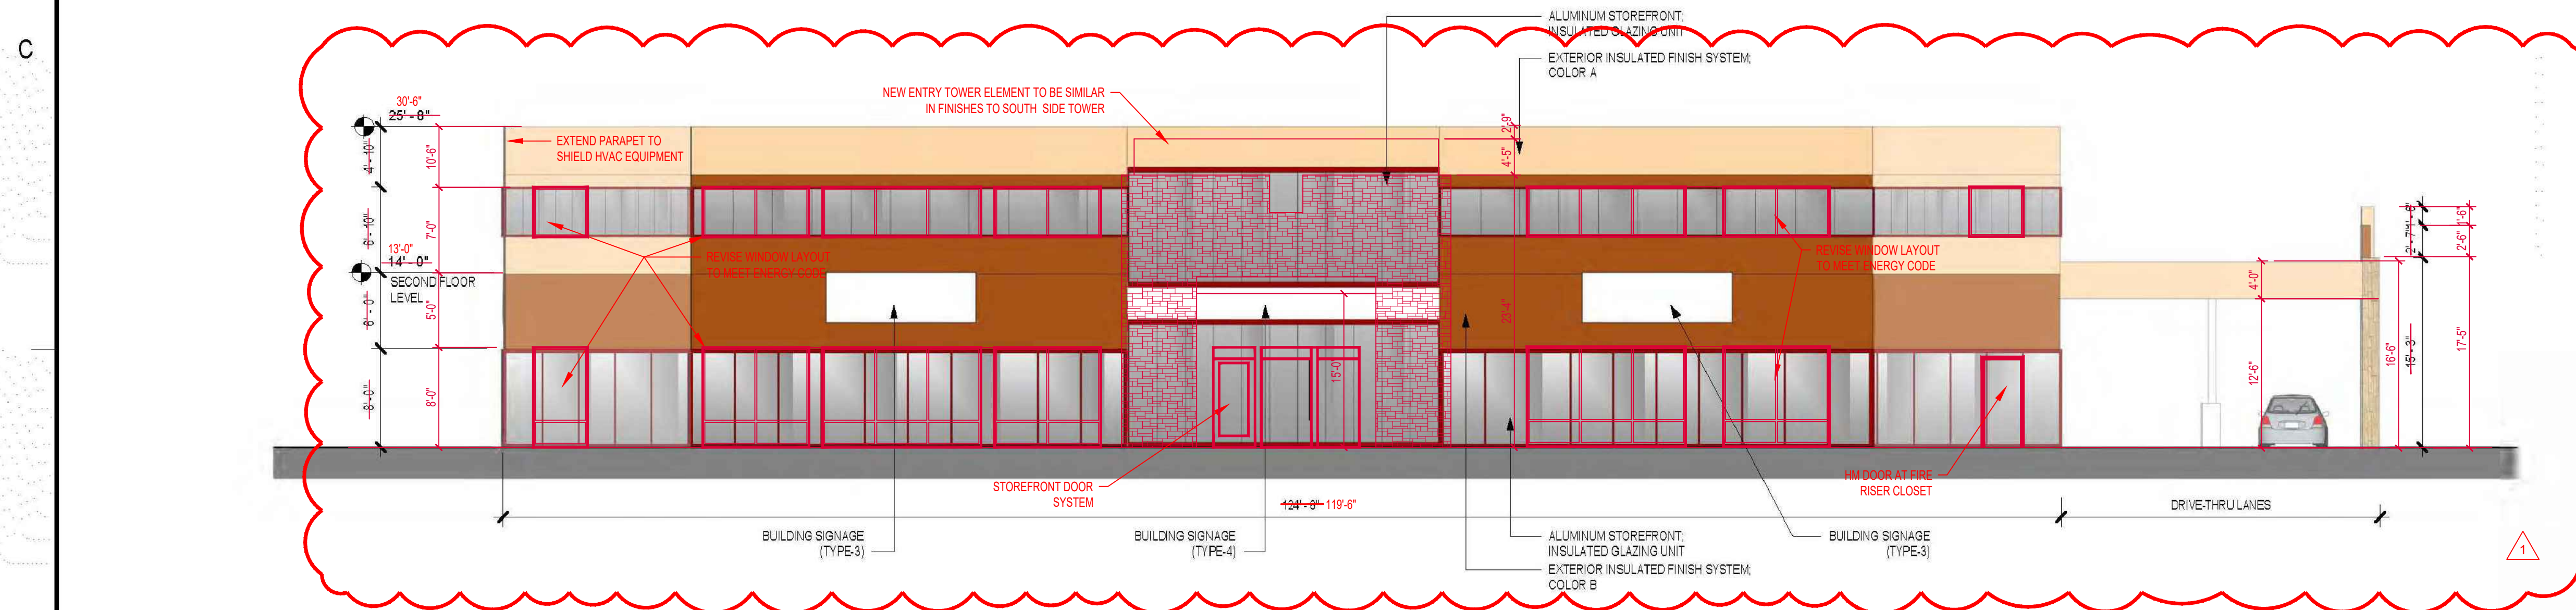 C
ALUMINUM STOREFRONT;
INSULATED GLAZING UNIT
EXTERIOR INSULATED FINISH SYSTEM;
COLOR A
NEW ENTRY TOWER ELEMENT TO BE SIMILAR
IN FINISHES TO SOUTH SIDE TOWER
30'-6"
25' - 8"
EXTEND PARAPET TO
SHIELD HVAC EQUIPMENT
4' - 10"
10'-6"
2'-9"
4'-5"
6' - 10"
7'-0"
13'-0"
14' - 0"
SECOND FLOOR
LEVEL
REVISE WINDOW LAYOUT
TO MEET ENERGY CODE
REVISE WINDOW LAYOUT
TO MEET ENERGY CODE
1'-6"
2'-6"
4'-0"
6' - 0"
5'-0"
23'-4"
15'-0"
12'-6"
16'-6"
15' - 3"
17'-5"
8'-0"
8'-0"
STOREFRONT DOOR
SYSTEM
HM DOOR AT FIRE
RISER CLOSET
124' - 8" 119'-6"
DRIVE-THRU LANES
BUILDING SIGNAGE
(TYPE-3)
BUILDING SIGNAGE
(TYPE-4)
ALUMINUM STOREFRONT;
INSULATED GLAZING UNIT
EXTERIOR INSULATED FINISH SYSTEM;
COLOR B
BUILDING SIGNAGE
(TYPE-3)
1